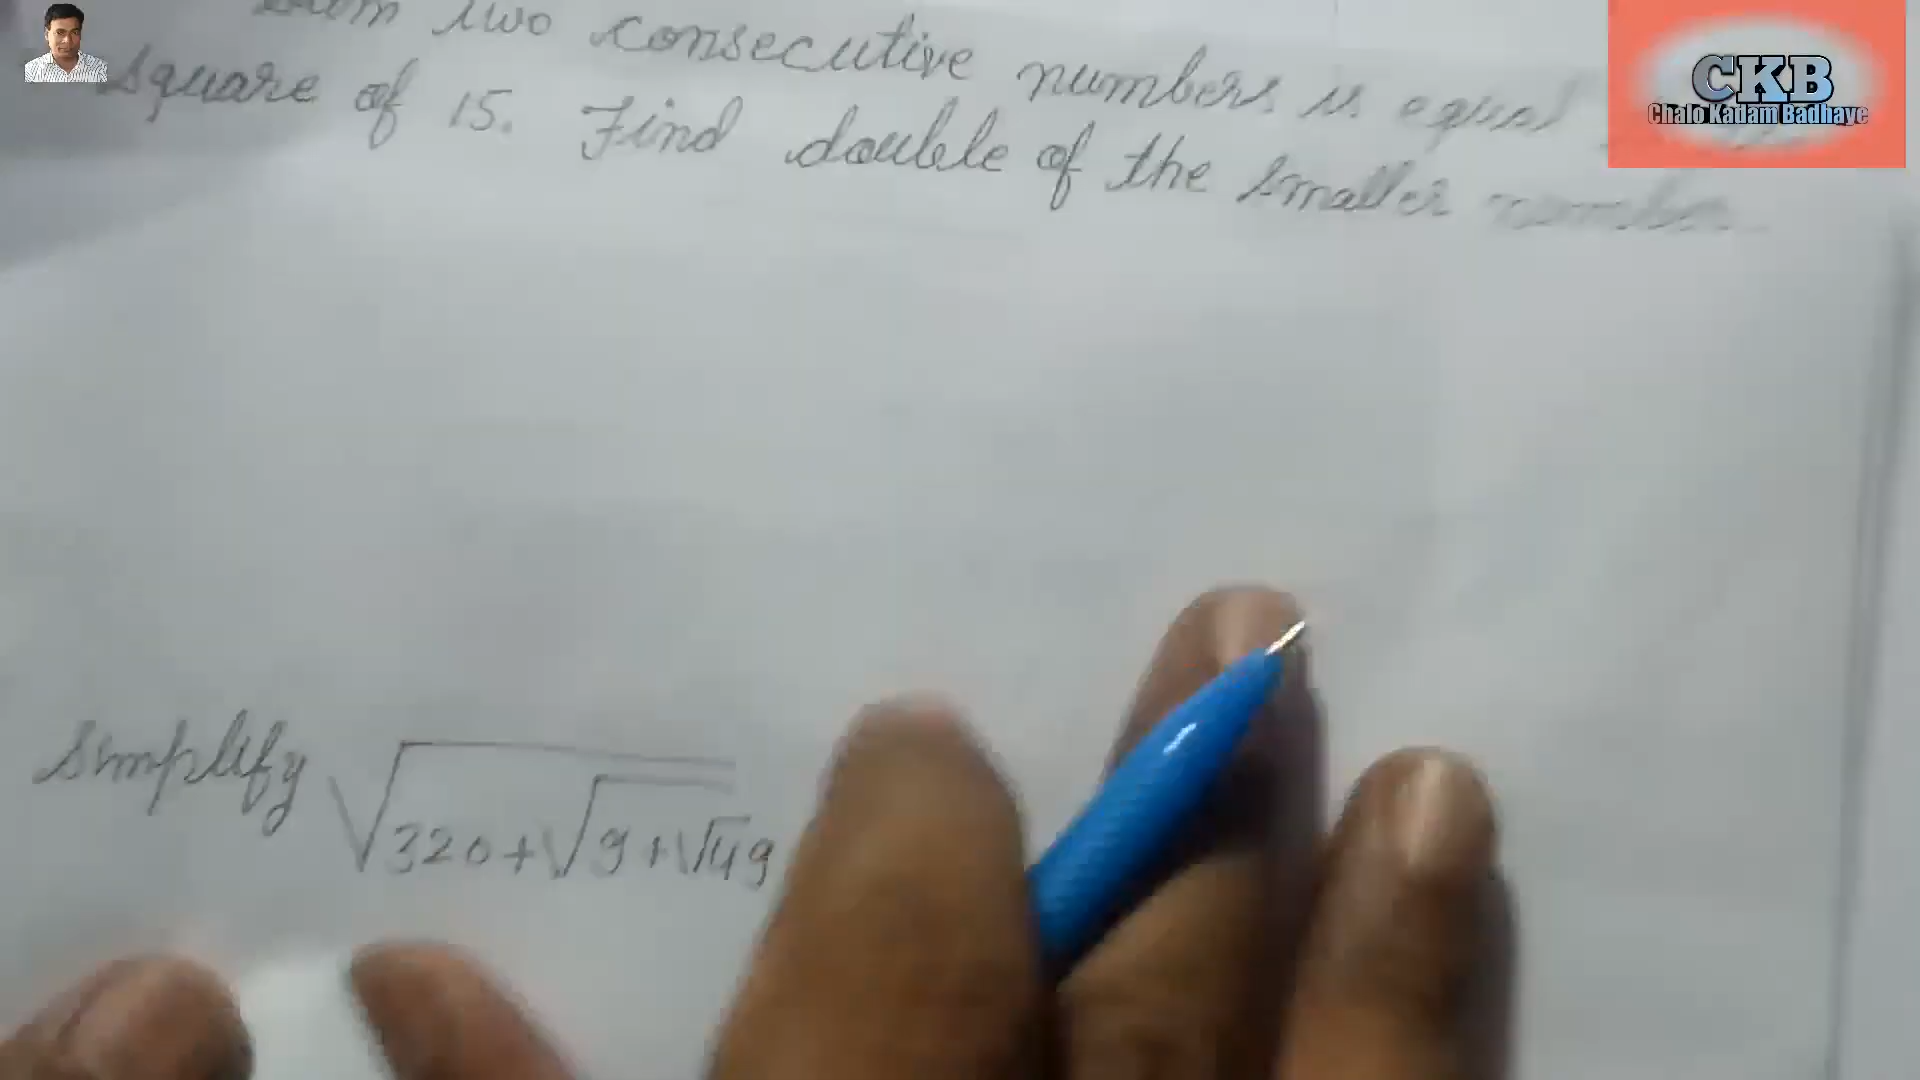 two consecutive numbers is equal
square of 15. Find double of the smaller number
CKB
Chalo Kadam Badhaye
Simplify √320+√9+√49